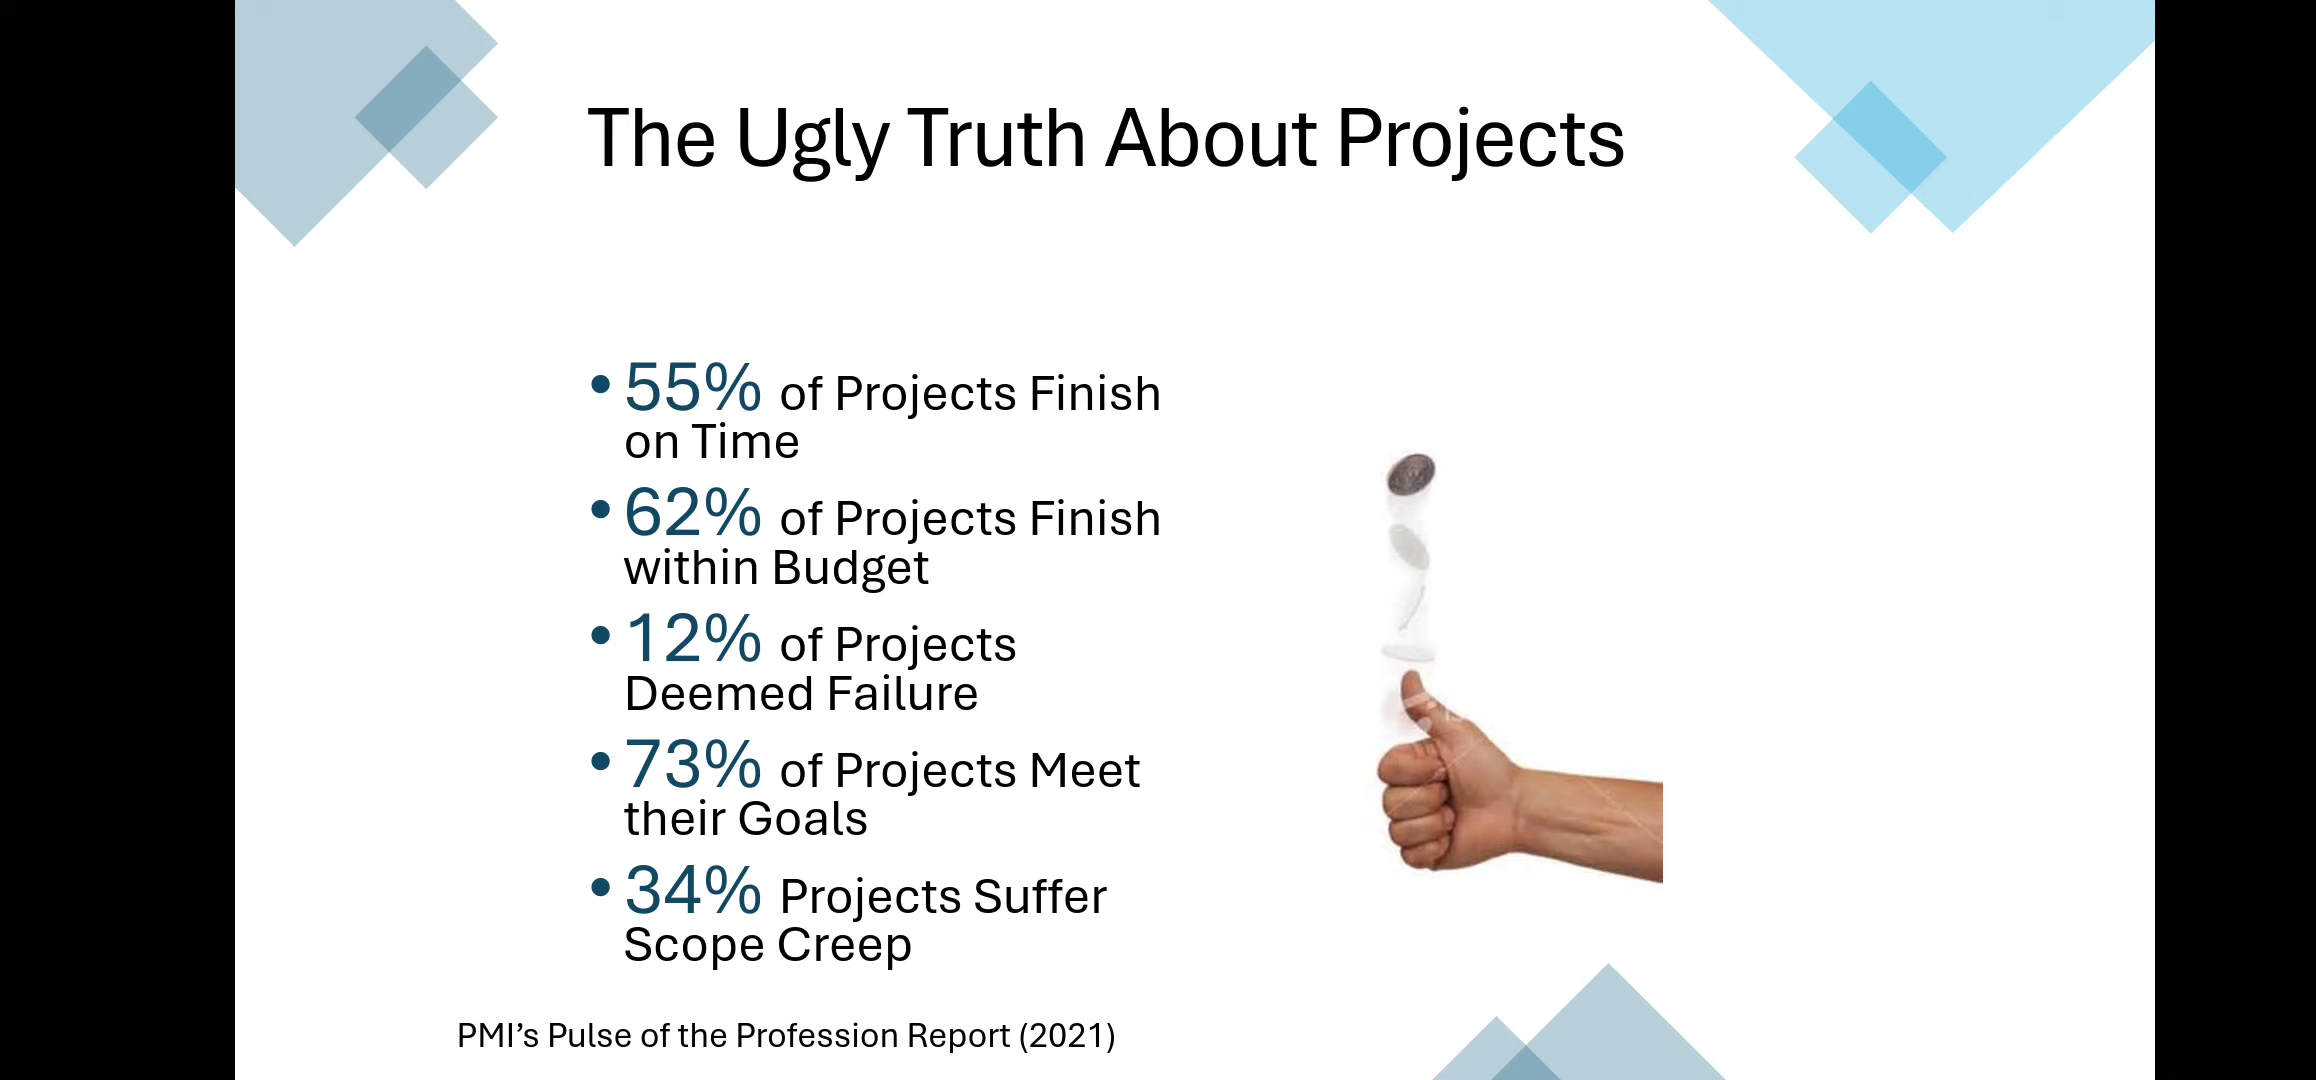 The Ugly Truth About Projects
• 55% of Projects Finish
on Time
• 62% of Projects Finish
within Budget
• 12% of Projects
Deemed Failure
• 73% of Projects Meet
their Goals
• 34% Projects Suffer
Scope Creep
PMI’s Pulse of the Profession Report (2021)